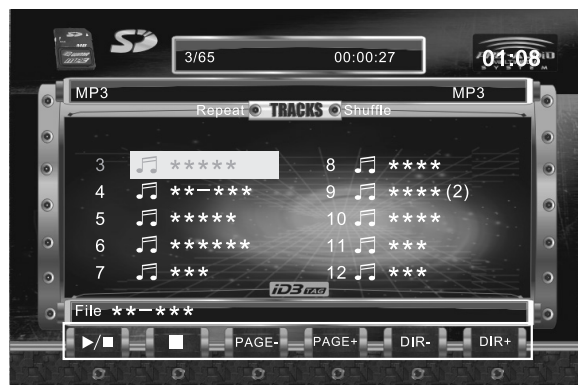 SD
3/65 00:00:27 01:08
MP3 MP3
Repeat TRACKS Shuffle
3 ***** 8 ****
4 **-*** 9 ****(2)
5 ***** 10 ****
6 ****** 11 ***
7 *** 12 ***
iD3 TAG
File **-***
▶/■ ■ PAGE- PAGE+ DIR- DIR+